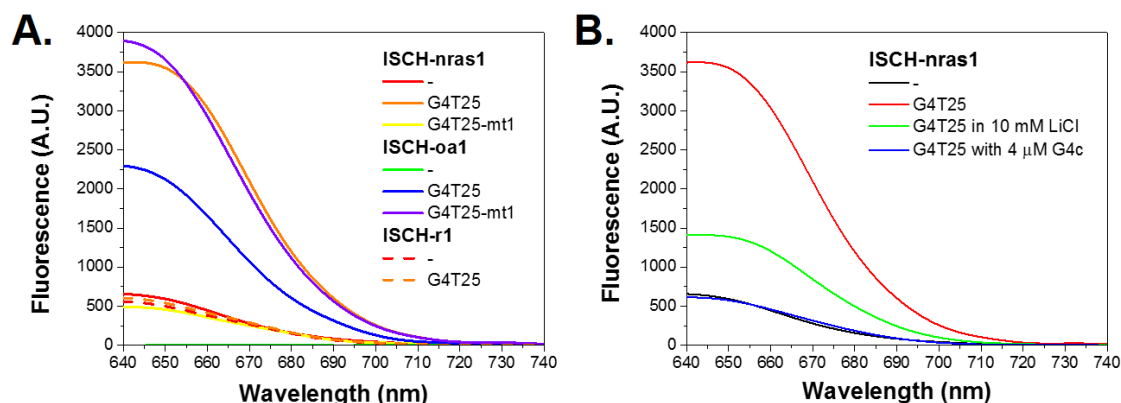 A.
Fluorescence (A.U.)
4000
3500
3000
2500
2000
1500
1000
500
0
ISCH-nras1
-
G4T25
G4T25-mt1
ISCH-oa1
-
G4T25
G4T25-mt1
ISCH-r1
-
G4T25
640 650 660 670 680 690 700 710 720 730 740
Wavelength (nm)
B.
Fluorescence (A.U.)
4000
3500
3000
2500
2000
1500
1000
500
0
ISCH-nras1
-
G4T25
G4T25 in 10 mM LiCl
G4T25 with 4 μM G4c
640 650 660 670 680 690 700 710 720 730 740
Wavelength (nm)